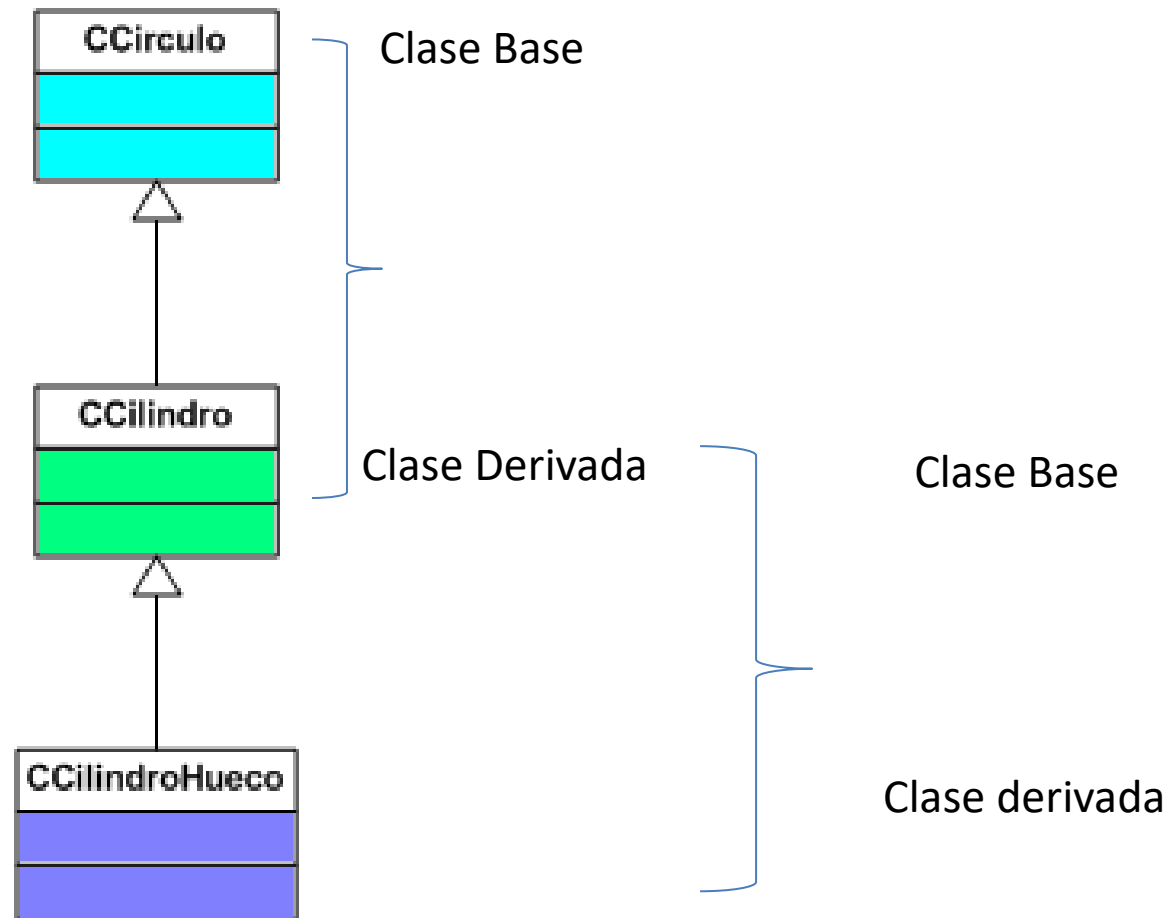 CCirculo
Clase Base
CCilindro
Clase Derivada
Clase Base
CCilindroHueco
Clase derivada